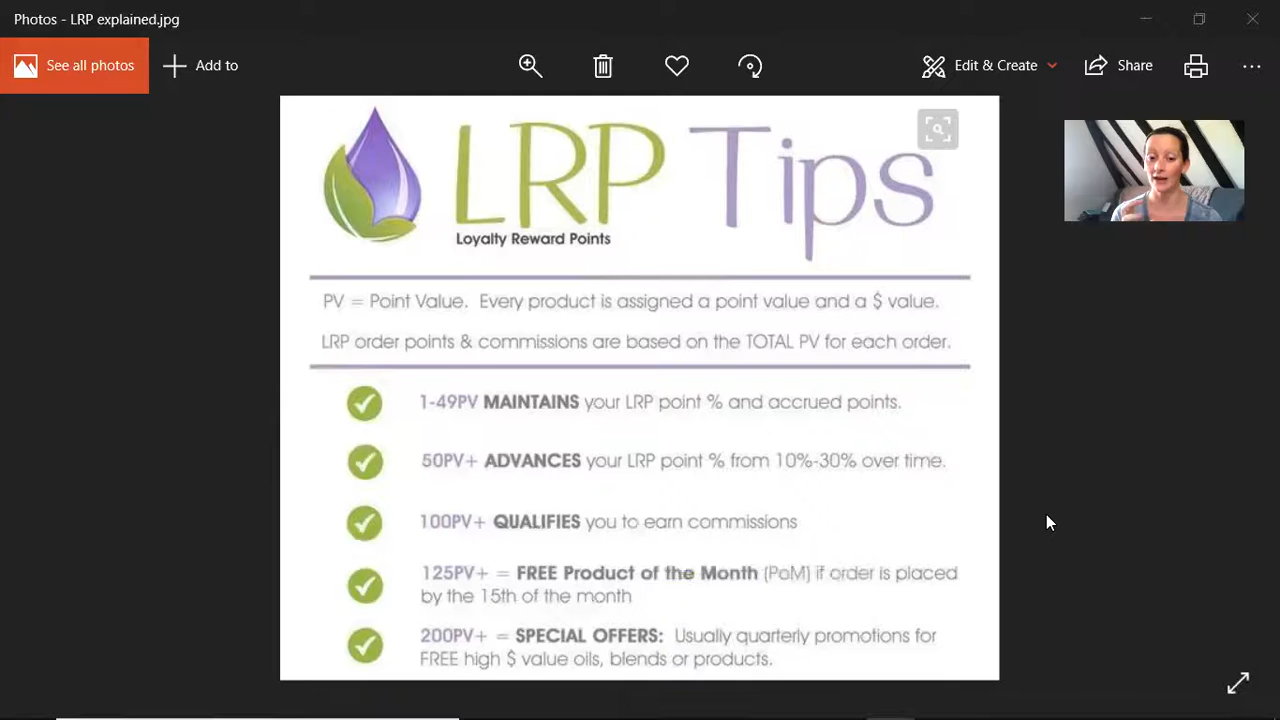 Photos - LRP explained.jpg
See all photos
Add to
Edit & Create
Share
LRP Tips
Loyalty Reward Points
PV = Point Value. Every product is assigned a point value and a $ value.
LRP order points & commissions are based on the TOTAL PV for each order.
1-49PV MAINTAINS your LRP point % and accrued points.
50PV+ ADVANCES your LRP point % from 10%-30% over time.
100PV+ QUALIFIES you to earn commissions
125PV+ = FREE Product of the Month (PoM) if order is placed
by the 15th of the month
200PV+ = SPECIAL OFFERS: Usually quarterly promotions for
FREE high $ value oils, blends or products.